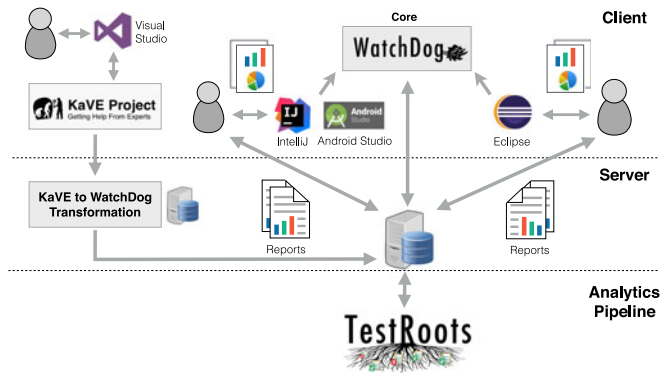 Core
Client
Visual
Studio
WatchDog
KaVE Project
Getting Help From Experts
IJ
IntelliJ
Android
Studio
Android Studio
Eclipse
Server
KaVE to WatchDog
Transformation
Reports
Reports
Analytics
Pipeline
TestRoots